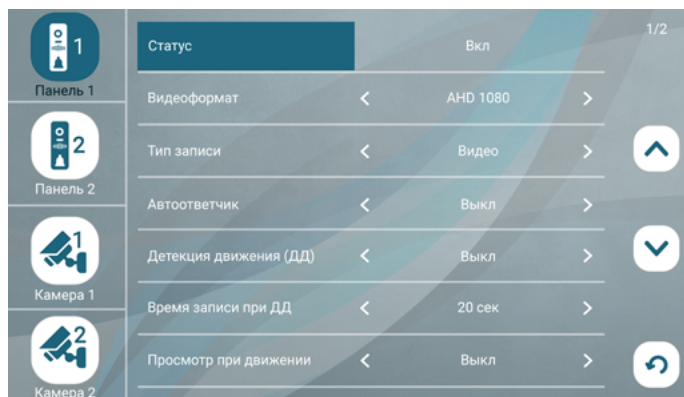 1
Панель 1
2
Панель 2
1
Камера 1
2
Камера 2
1/2
Статус Вкл
Видеоформат < AHD 1080 >
Тип записи < Видео >
Автоответчик < Выкл >
Детекция движения (ДД) < Выкл >
Время записи при ДД < 20 сек >
Просмотр при движении < Выкл >